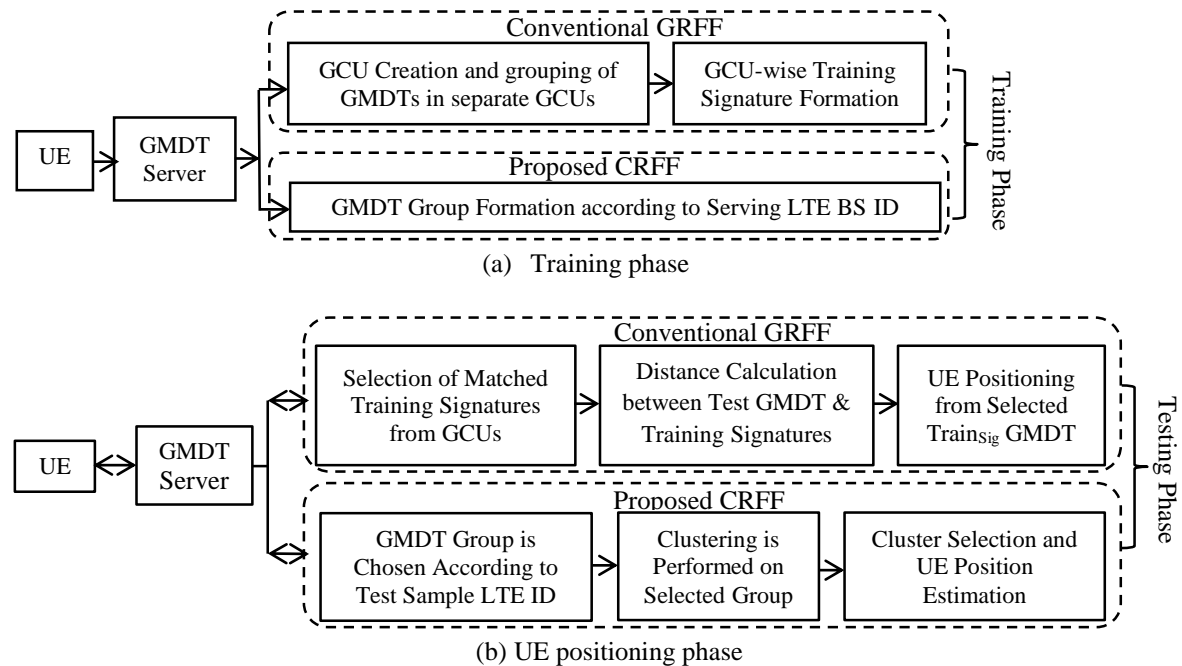 Conventional GRFF
GCU Creation and grouping of
GMDTs in separate GCUs
GCU-wise Training
Signature Formation
UE
GMDT
Server
Proposed CRFF
GMDT Group Formation according to Serving LTE BS ID
Training Phase
(a) Training phase
Conventional GRFF
Selection of Matched
Training Signatures
from GCUs
Distance Calculation
between Test GMDT &
Training Signatures
UE Positioning
from Selected
TrainSig GMDT
UE
GMDT
Server
Proposed CRFF
GMDT Group is
Chosen According to
Test Sample LTE ID
Clustering is
Performed on
Selected Group
Cluster Selection and
UE Position
Estimation
Testing Phase
(b) UE positioning phase